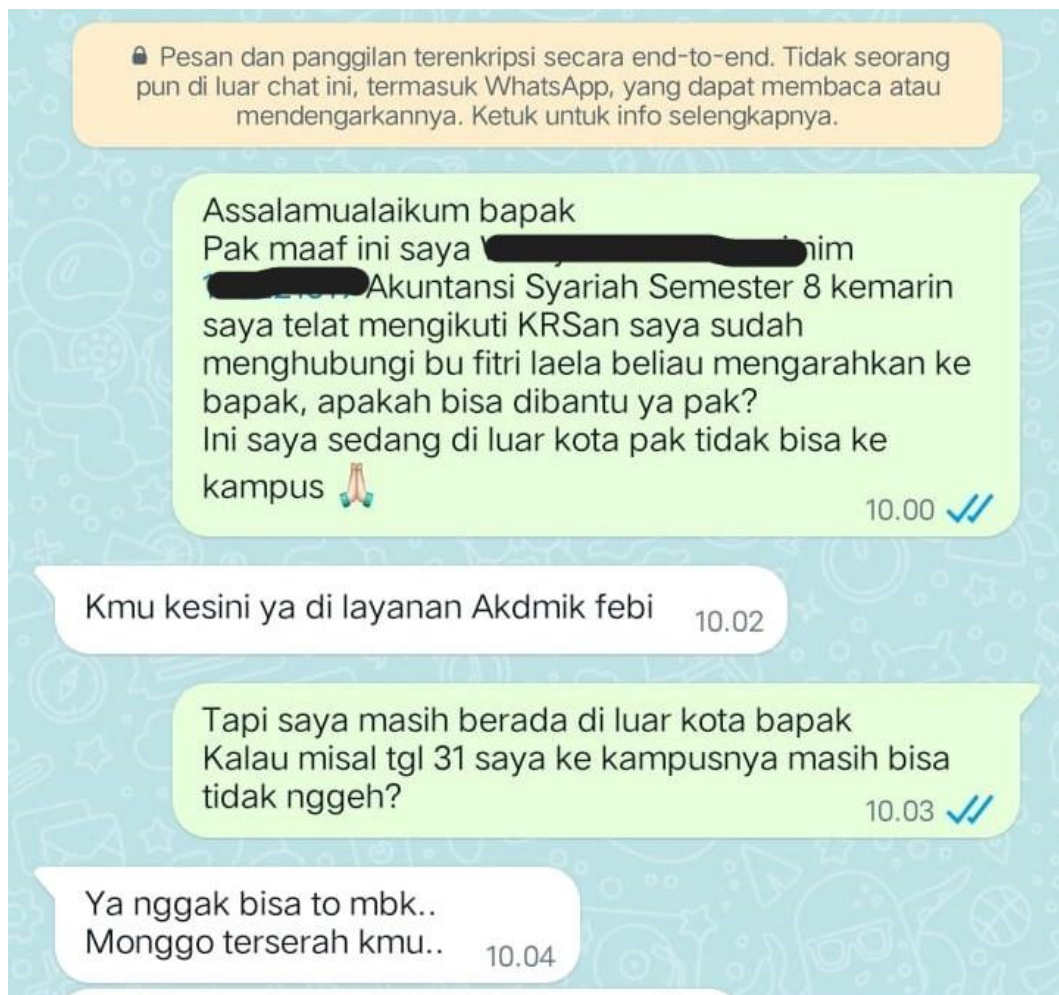 Pesan dan panggilan terenkripsi secara end-to-end. Tidak seorang
pun di luar chat ini, termasuk WhatsApp, yang dapat membaca atau
mendengarkannya. Ketuk untuk info selengkapnya.
Assalamualaikum bapak
Pak maaf ini saya nim
Akuntansi Syariah Semester 8 kemarin
saya telat mengikuti KRSan saya sudah
menghubungi bu fitri laela beliau mengarahkan ke
bapak, apakah bisa dibantu ya pak?
Ini saya sedang di luar kota pak tidak bisa ke
kampus 🙏
10.00
Kmu kesini ya di layanan Akdmik febi 10.02
Tapi saya masih berada di luar kota bapak
Kalau misal tgl 31 saya ke kampusnya masih bisa
tidak nggeh?
10.03
Ya nggak bisa to mbk..
Monggo terserah kmu.. 10.04